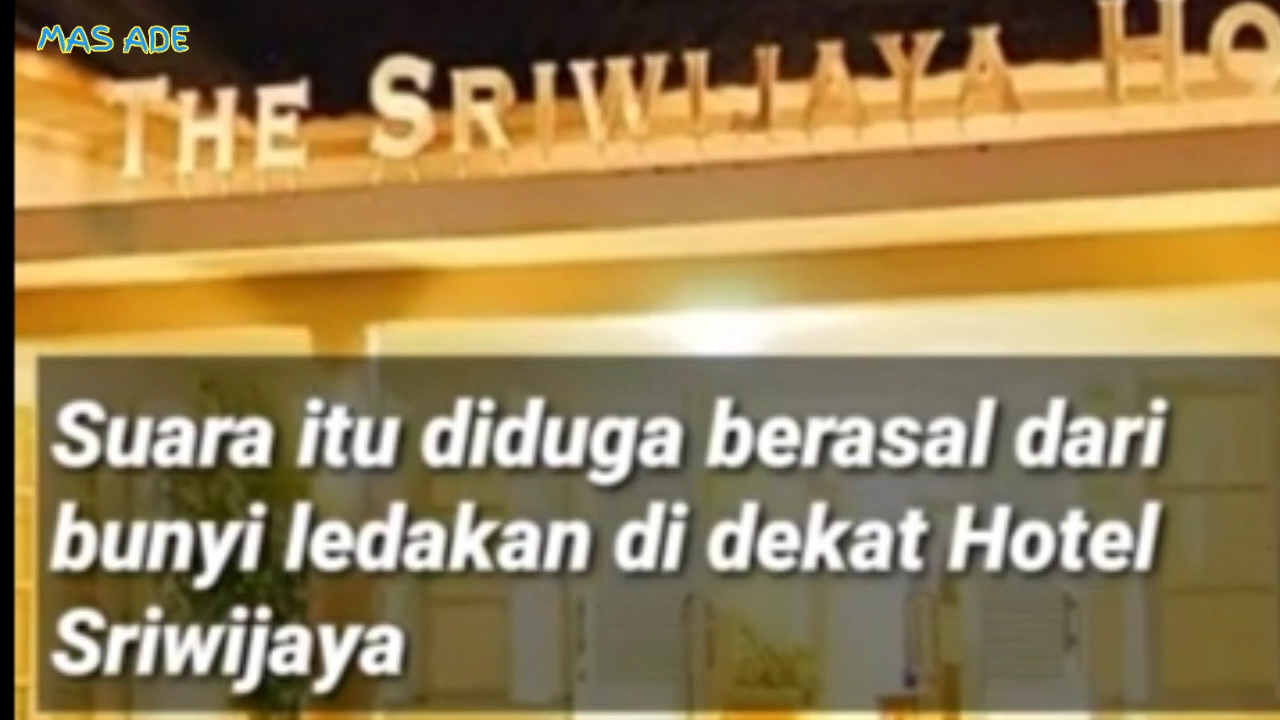 MAS ADE
THE SRIWIJAYA HO
Suara itu diduga berasal dari
bunyi ledakan di dekat Hotel
Sriwijaya